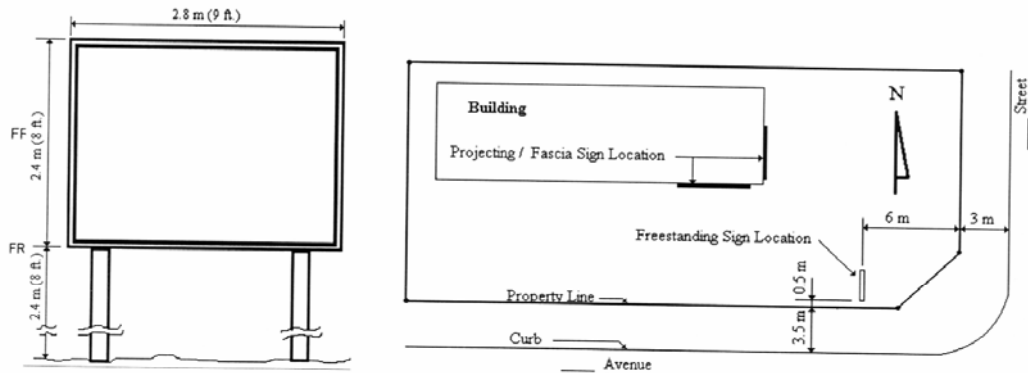 2.8 m (9 ft.)
FF
2.4 m (8 ft.)
FR
2.4 m (8 ft.)
Building
Projecting / Fascia Sign Location
N
Street
6 m
3 m
Freestanding Sign Location
0.5 m
Property Line
3.5 m
Curb
Avenue